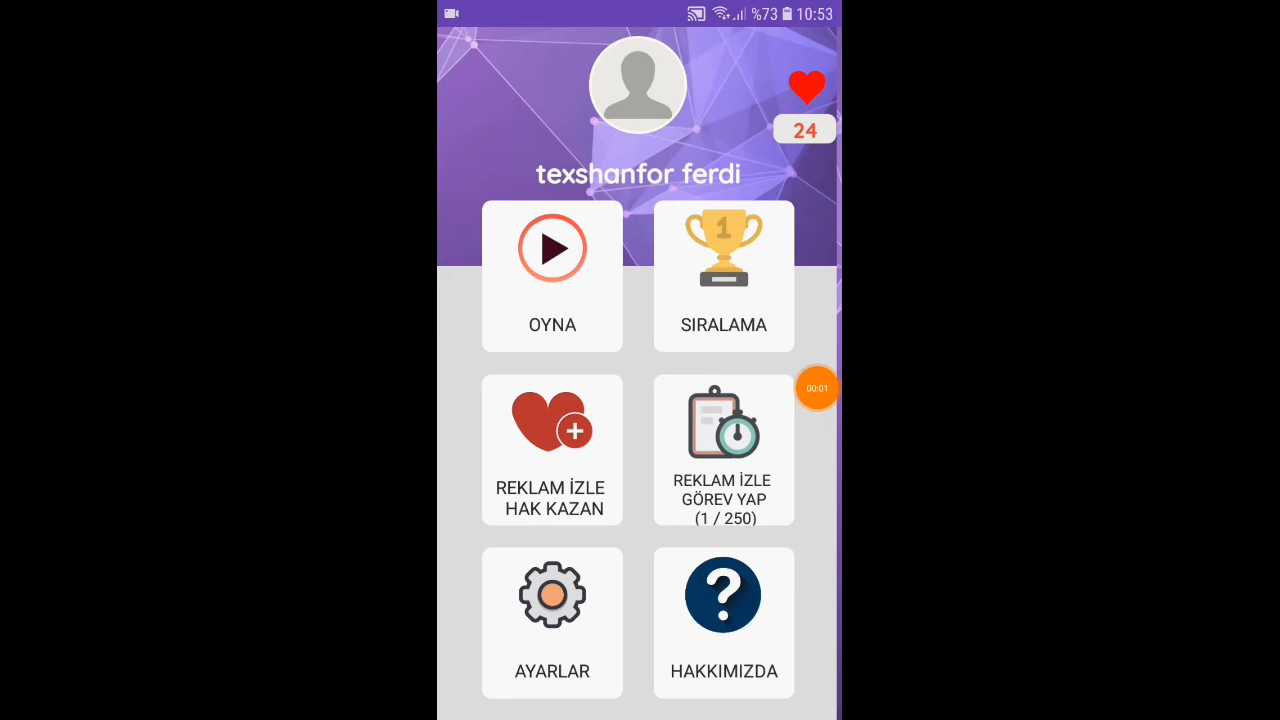 %73 10:53
24
texshanfor ferdi
1
OYNA
SIRALAMA
00:01
REKLAM İZLE
HAK KAZAN
REKLAM İZLE
GÖREV YAP
(1 / 250)
AYARLAR
HAKKIMIZDA